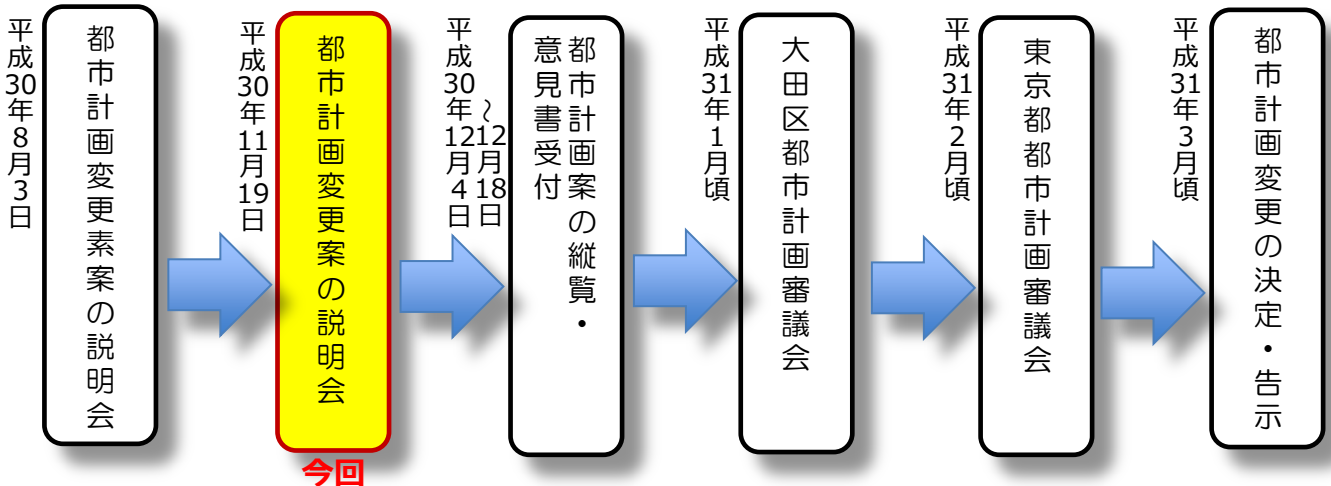 平成30年8月3日
都市計画変更素案の説明会
平成30年11月19日
都市計画変更案の説明会
今回
平成30年12月4日
~12月18日
都市計画案の縦覧・
意見書受付
平成31年1月頃
大田区都市計画審議会
平成31年2月頃
東京都都市計画審議会
平成31年3月頃
都市計画変更の決定・告示